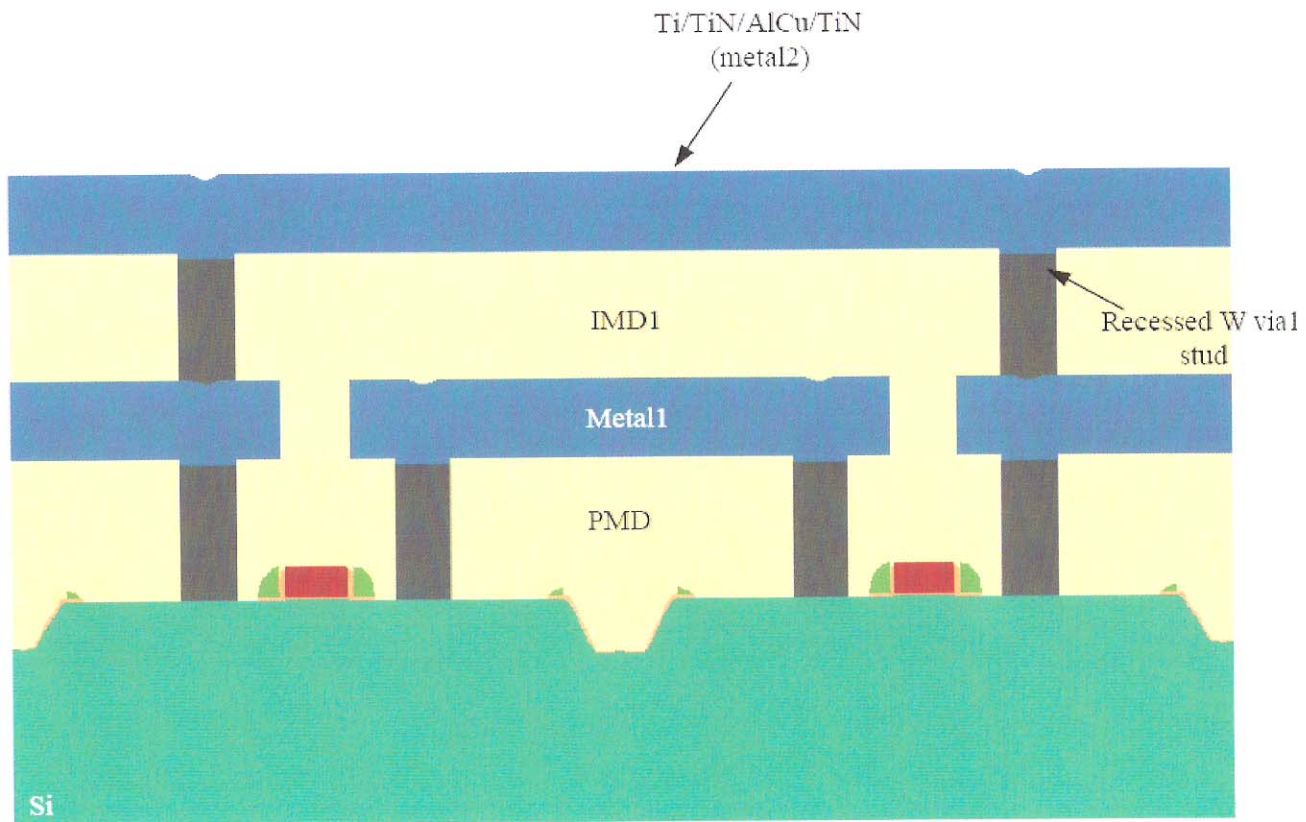 Ti/TiN/AlCu/TiN
(metal2)
IMD1
Recessed W via1
stud
Metal1
PMD
Si